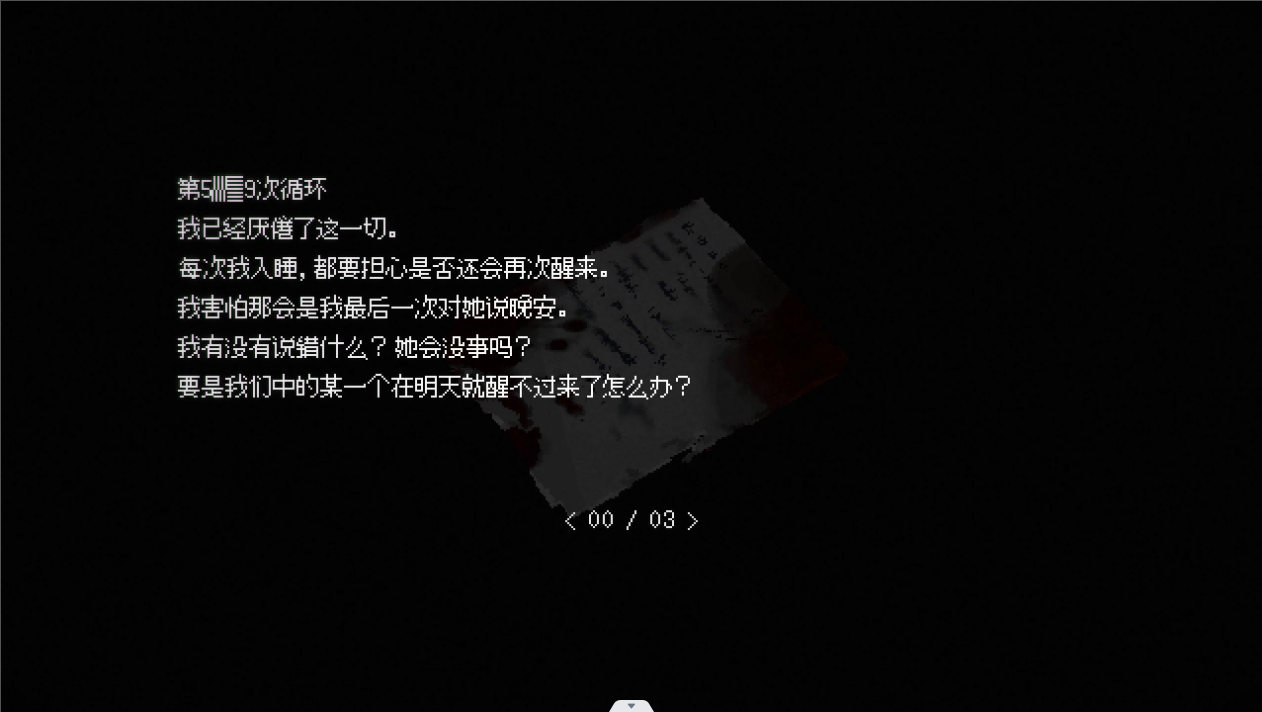 第5▒▒9次循环
我已经厌倦了这一切。
每次我入睡，都要担心是否还会再次醒来。
我害怕那会是我最后一次对她说晚安。
我有没有说错什么？她会没事吗？
要是我们中的某一个在明天就醒不过来了怎么办？
< 00 / 03 >